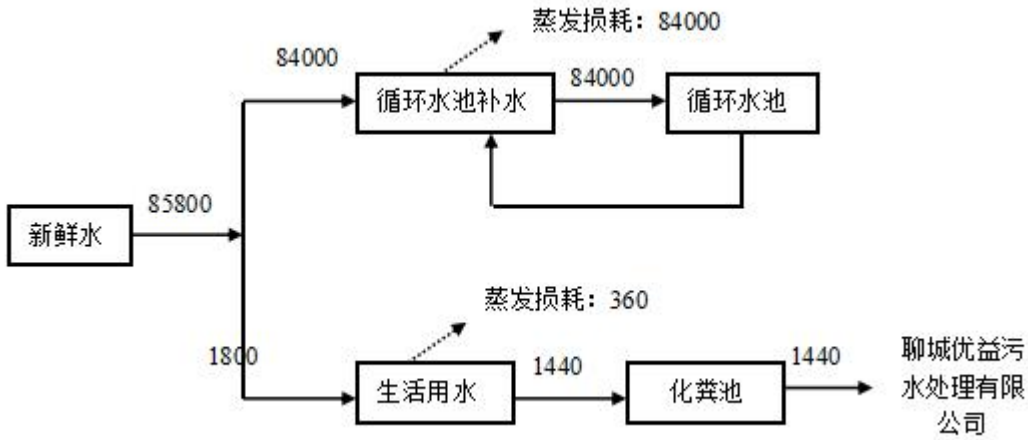 蒸发损耗：84000
84000
循环水池补水
84000
循环水池
85800
新鲜水
蒸发损耗：360
1800
生活用水
1440
化粪池
1440
聊城优益污
水处理有限
公司